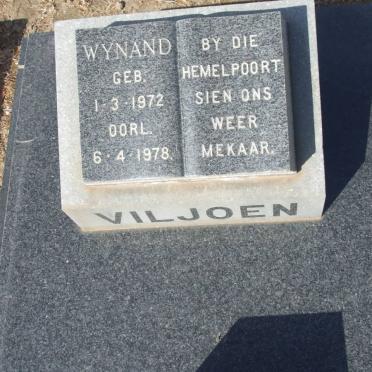 WYNAND
GEB.
1-3-1972
OORL.
6-4-1978.
BY DIE
HEMELPOORT
SIEN ONS
WEER
MEKAAR.
VILJOEN